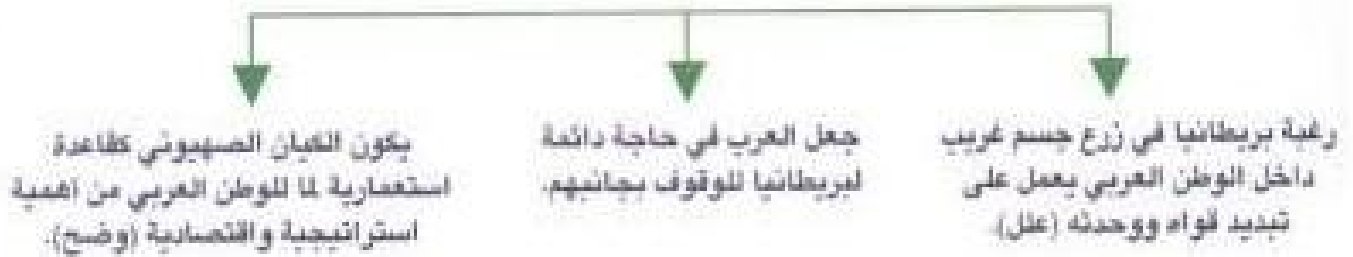 رغبة بريطانيا في زرع جسم غريب
داخل الوطن العربي يعمل على
تبديد قواه ووحدته (علل).
جعل العرب في حاجة دائمة
لبريطانيا للوقوف بجانبهم.
يكون الكيان الصهيوني كقاعدة
استعمارية لما للوطن العربي من أهمية
استراتيجية واقتصادية (وضح).